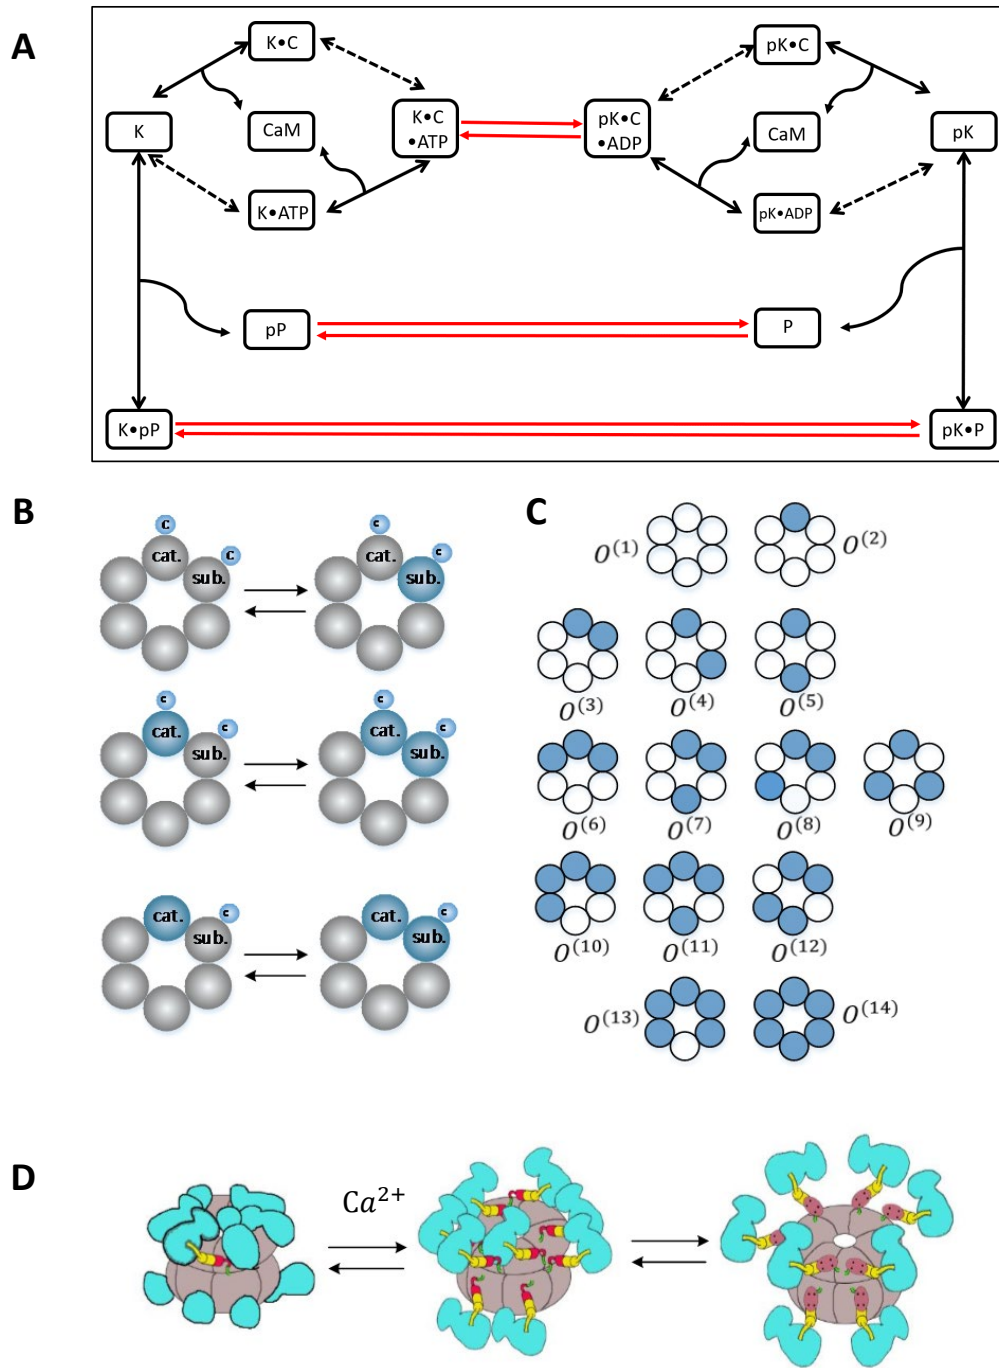 A
K●C
pK●C
K
CaM
K●C
●ATP
pK●C
●ADP
CaM
pK
K●ATP
pK●ADP
pP
P
K●pP
pK●P
B
C
c
cat.
c
sub.
c
cat.
c
sub.
c
cat.
c
sub.
c
cat.
c
sub.
cat.
c
sub.
cat.
c
sub.
O⁽¹⁾
O⁽²⁾
O⁽³⁾
O⁽⁴⁾
O⁽⁵⁾
O⁽⁶⁾
O⁽⁷⁾
O⁽⁸⁾
O⁽⁹⁾
O⁽¹⁰⁾
O⁽¹¹⁾
O⁽¹²⁾
O⁽¹³⁾
O⁽¹⁴⁾
D
Ca²⁺